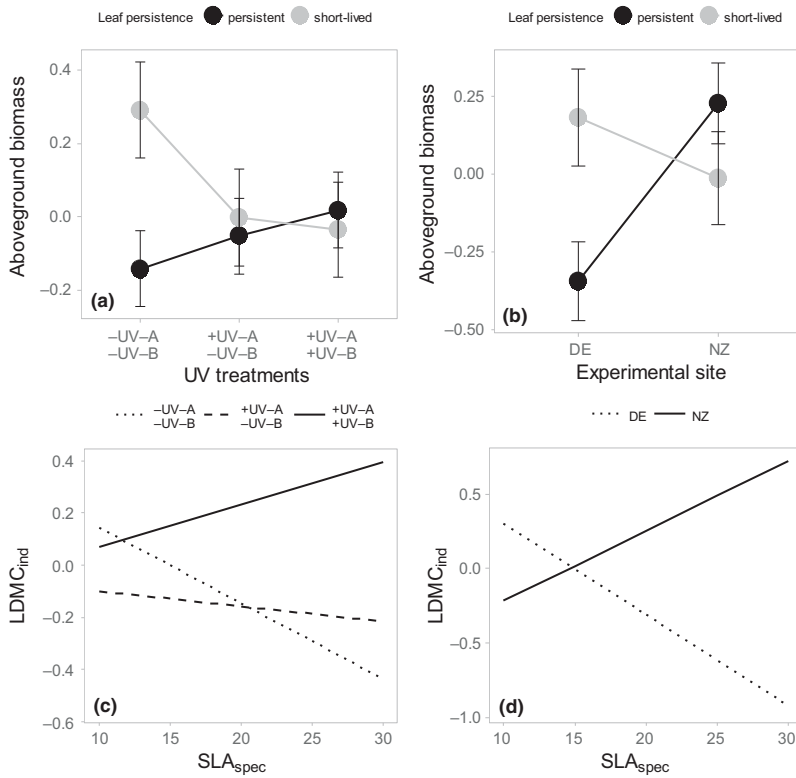 Leaf persistence persistent short-lived
Aboveground biomass
0.4
0.2
0.0
–0.2
(a)
–UV–A
–UV–B
+UV–A
–UV–B
+UV–A
+UV–B
UV treatments
Leaf persistence persistent short-lived
Aboveground biomass
0.25
0.00
–0.25
–0.50
(b)
DE
NZ
Experimental site
–UV–A
–UV–B
+UV–A
–UV–B
+UV–A
+UV–B
LDMCind
0.4
0.2
0.0
–0.2
–0.4
–0.6
(c)
10 15 20 25 30
SLAspec
DE NZ
LDMCind
0.5
0.0
–0.5
–1.0
(d)
10 15 20 25 30
SLAspec